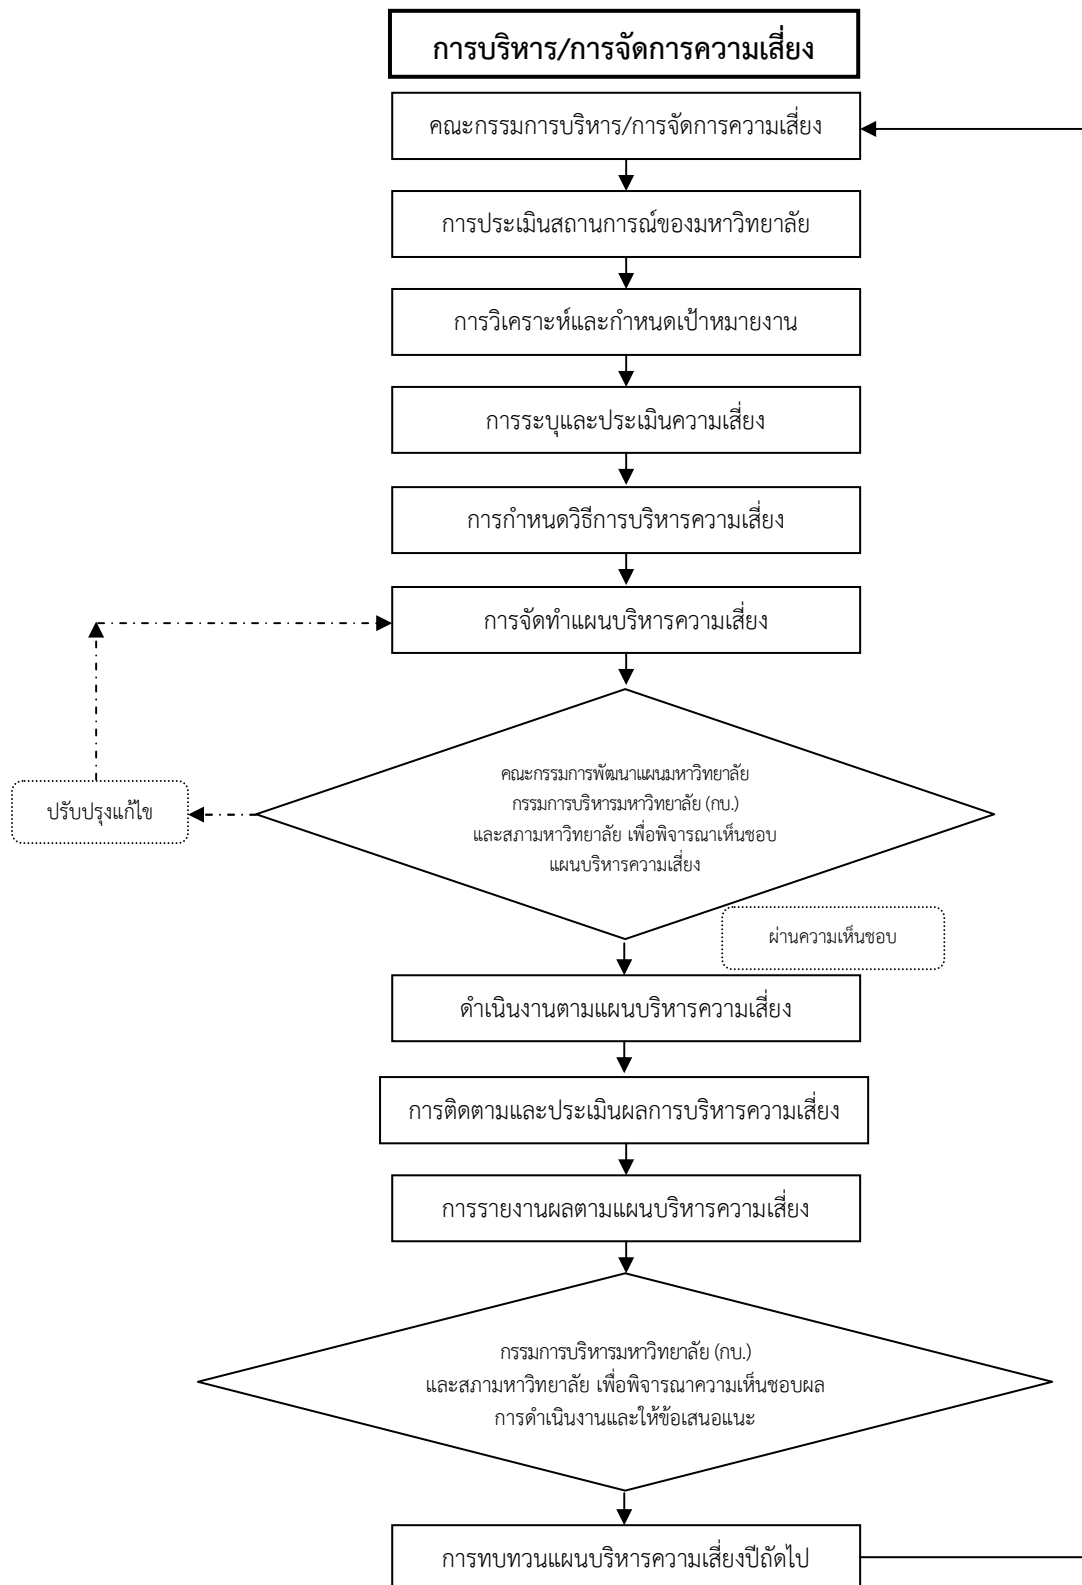 การบริหาร/การจัดการความเสี่ยง
คณะกรรมการบริหาร/การจัดการความเสี่ยง
การประเมินสถานการณ์ของมหาวิทยาลัย
การวิเคราะห์และกำหนดเป้าหมายงาน
การระบุและประเมินความเสี่ยง
การกำหนดวิธีการบริหารความเสี่ยง
การจัดทำแผนบริหารความเสี่ยง
คณะกรรมการพัฒนาแผนมหาวิทยาลัย
กรรมการบริหารมหาวิทยาลัย (กบ.)
และสภามหาวิทยาลัย เพื่อพิจารณาเห็นชอบ
แผนบริหารความเสี่ยง
ปรับปรุงแก้ไข
ผ่านความเห็นชอบ
ดำเนินงานตามแผนบริหารความเสี่ยง
การติดตามและประเมินผลการบริหารความเสี่ยง
การรายงานผลตามแผนบริหารความเสี่ยง
กรรมการบริหารมหาวิทยาลัย (กบ.)
และสภามหาวิทยาลัย เพื่อพิจารณาความเห็นชอบผล
การดำเนินงานและให้ข้อเสนอแนะ
การทบทวนแผนบริหารความเสี่ยงปีถัดไป